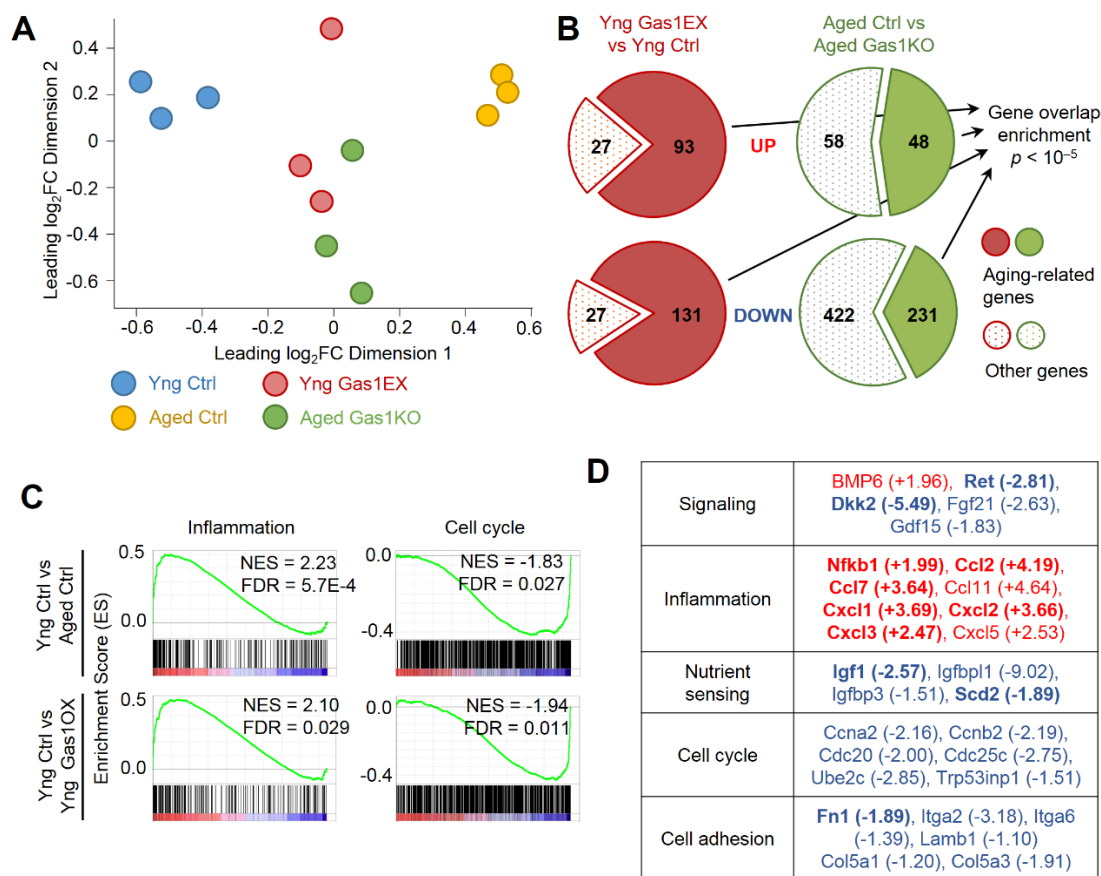 A
Leading log2FC Dimension 2
0.4
0.2
0
-0.2
-0.4
-0.6
-0.6
-0.4
-0.2
0
0.2
0.4
0.6
Leading log2FC Dimension 1
Yng Ctrl
Yng Gas1EX
Aged Ctrl
Aged Gas1KO
B
Yng Gas1EX
vs Yng Ctrl
Aged Ctrl vs
Aged Gas1KO
27
93
UP
58
48
Gene overlap
enrichment
p < 10–5
27
131
DOWN
422
231
Aging-related
genes
Other genes
C
Inflammation
Cell cycle
Yng Ctrl vs
Aged Ctrl
Yng Ctrl vs
Yng Gas1OX
Enrichment Score (ES)
0.5
0.0
NES = 2.23
FDR = 5.7E-4
0.0
-0.4
NES = -1.83
FDR = 0.027
0.5
0.0
NES = 2.10
FDR = 0.029
0.0
-0.4
NES = -1.94
FDR = 0.011
D
Signaling
BMP6 (+1.96), Ret (-2.81),
Dkk2 (-5.49), Fgf21 (-2.63),
Gdf15 (-1.83)
Inflammation
Nfkb1 (+1.99), Ccl2 (+4.19),
Ccl7 (+3.64), Ccl11 (+4.64),
Cxcl1 (+3.69), Cxcl2 (+3.66),
Cxcl3 (+2.47), Cxcl5 (+2.53)
Nutrient
sensing
Igf1 (-2.57), Igfbpl1 (-9.02),
Igfbp3 (-1.51), Scd2 (-1.89)
Cell cycle
Ccna2 (-2.16), Ccnb2 (-2.19),
Cdc20 (-2.00), Cdc25c (-2.75),
Ube2c (-2.85), Trp53inp1 (-1.51)
Cell adhesion
Fn1 (-1.89), Itga2 (-3.18), Itga6
(-1.39), Lamb1 (-1.10)
Col5a1 (-1.20), Col5a3 (-1.91)